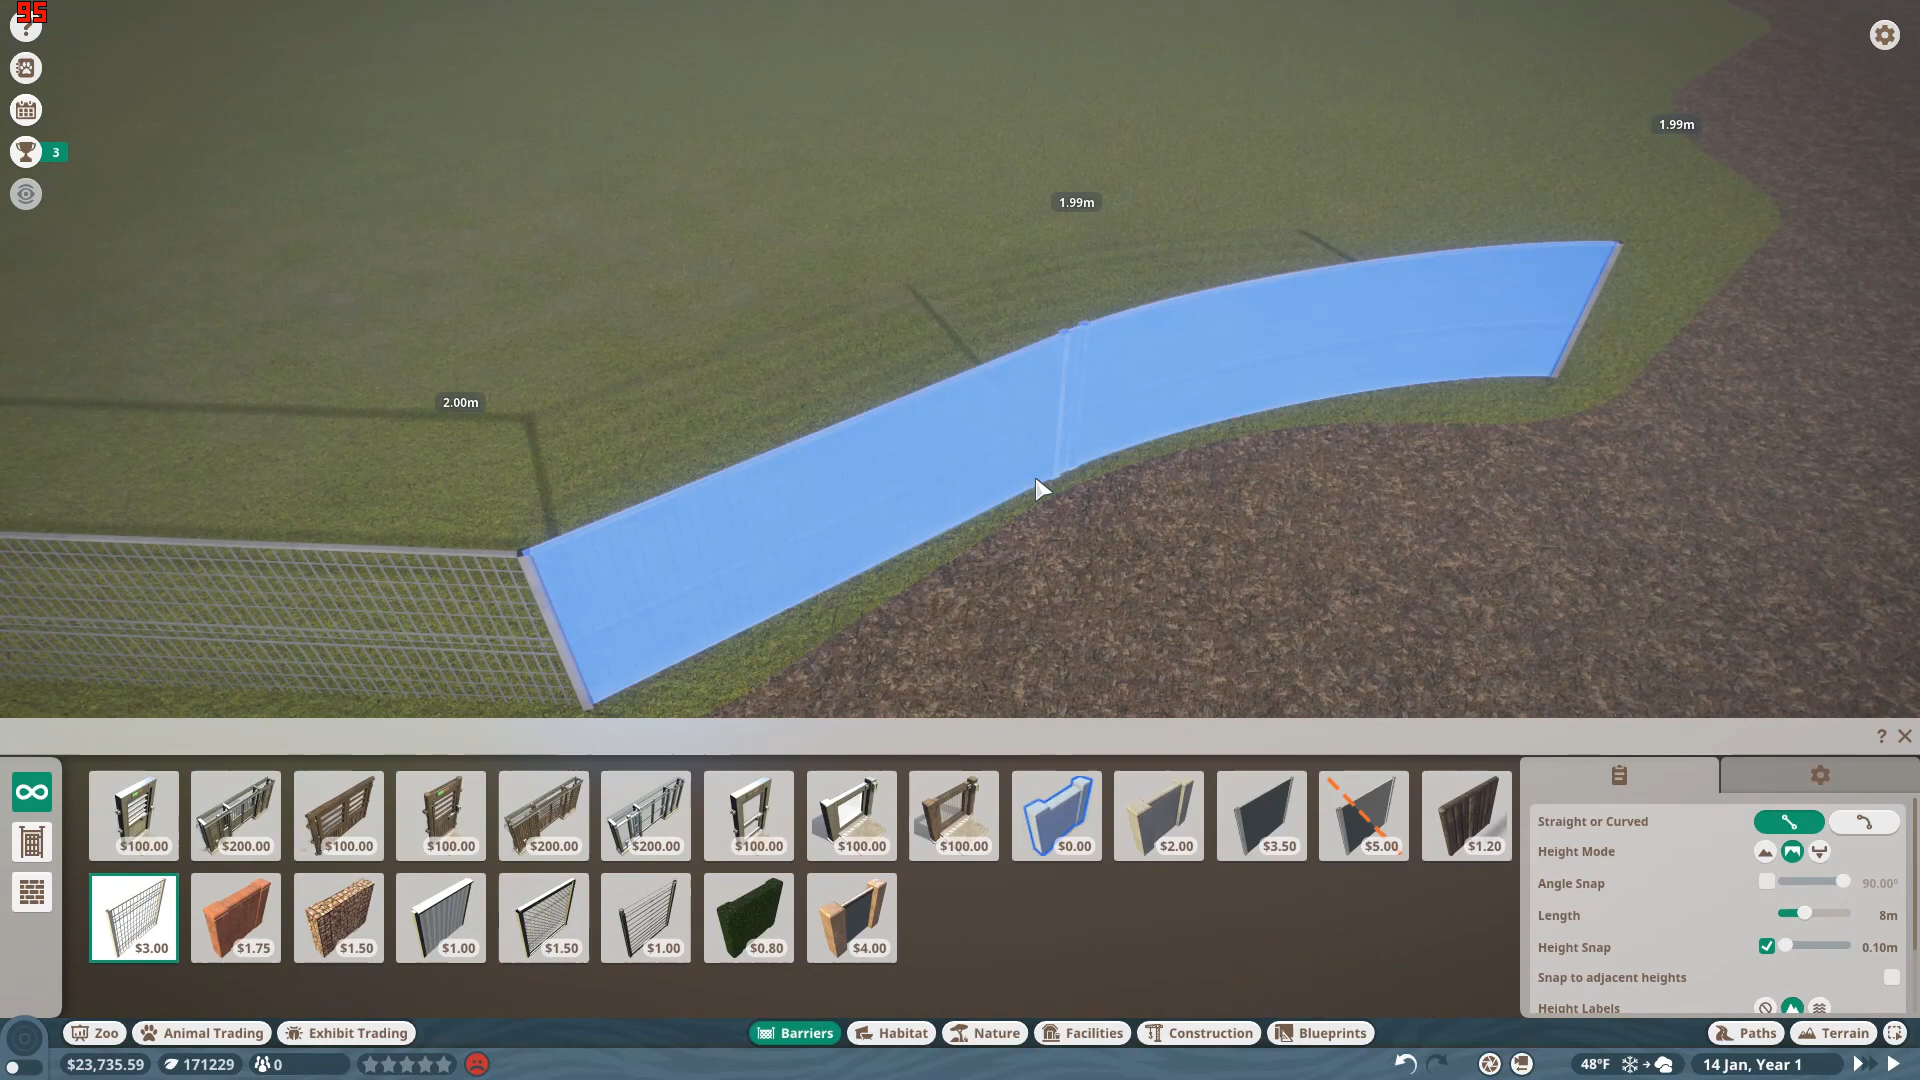 95
?
3
1.99m
1.99m
2.00m
?
$100.00
$200.00
$100.00
$100.00
$200.00
$200.00
$100.00
$100.00
$100.00
$0.00
$2.00
$3.50
$5.00
$1.20
$3.00
$1.75
$1.50
$1.00
$1.50
$1.00
$0.80
$4.00
Straight or Curved
Height Mode
Angle Snap
90.00°
Length
8m
Height Snap
0.10m
Snap to adjacent heights
Height Labels
Zoo
Animal Trading
Exhibit Trading
Barriers
Habitat
Nature
Facilities
Construction
Blueprints
Paths
Terrain
$23,735.59
171229
0
48°F
14 Jan, Year 1